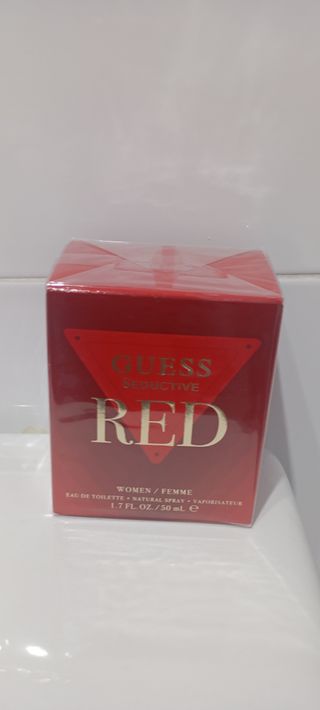 GUESS
SEDUCTIVE
RED
WOMEN / FEMME
EAU DE TOILETTE • NATURAL SPRAY • VAPORISATEUR
1.7 FL. OZ. / 50 mL ℮